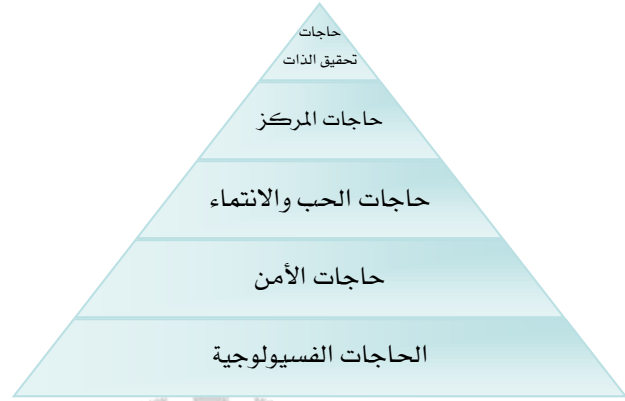 حاجات
تحقيق الذات
حاجات المركز
حاجات الحب والانتماء
حاجات الأمن
الحاجات الفسيولوجية